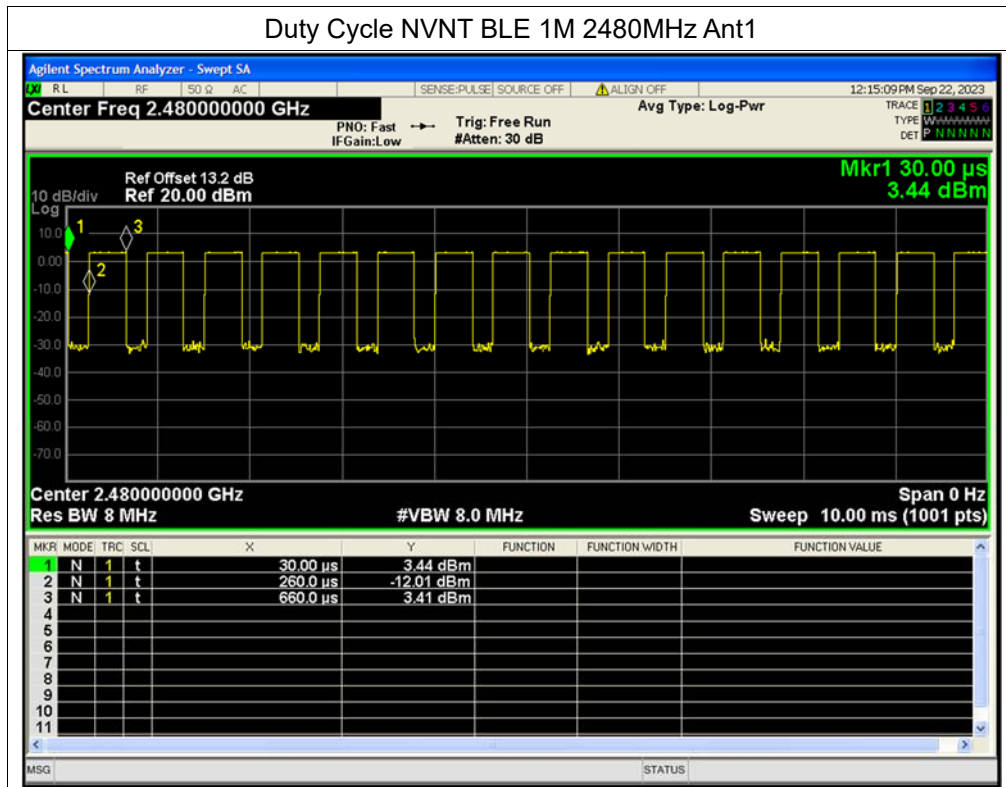 Duty Cycle NVNT BLE 1M 2480MHz Ant1
Agilent Spectrum Analyzer - Swept SA
LXI RL RF 50 Ω AC SENSE:PULSE SOURCE OFF ALIGN OFF 12:15:09 PM Sep 22, 2023
Center Freq 2.480000000 GHz Avg Type: Log-Pwr TRACE 1 2 3 4 5 6
PNO: Fast Trig: Free Run TYPE WWWWWW
IFGain:Low #Atten: 30 dB DET P N N N N N
Mkr1 30.00 µs
Ref Offset 13.2 dB
10 dB/div Ref 20.00 dBm 3.44 dBm
Log
10.0
0.00
-10.0
-20.0
-30.0
-40.0
-50.0
-60.0
-70.0
1
2
3
Center 2.480000000 GHz Span 0 Hz
Res BW 8 MHz #VBW 8.0 MHz Sweep 10.00 ms (1001 pts)
MKR MODE TRC SCL X Y FUNCTION FUNCTION WIDTH FUNCTION VALUE
1 N 1 t 30.00 µs 3.44 dBm
2 N 1 t 260.0 µs -12.01 dBm
3 N 1 t 660.0 µs 3.41 dBm
4
5
6
7
8
9
10
11
MSG STATUS